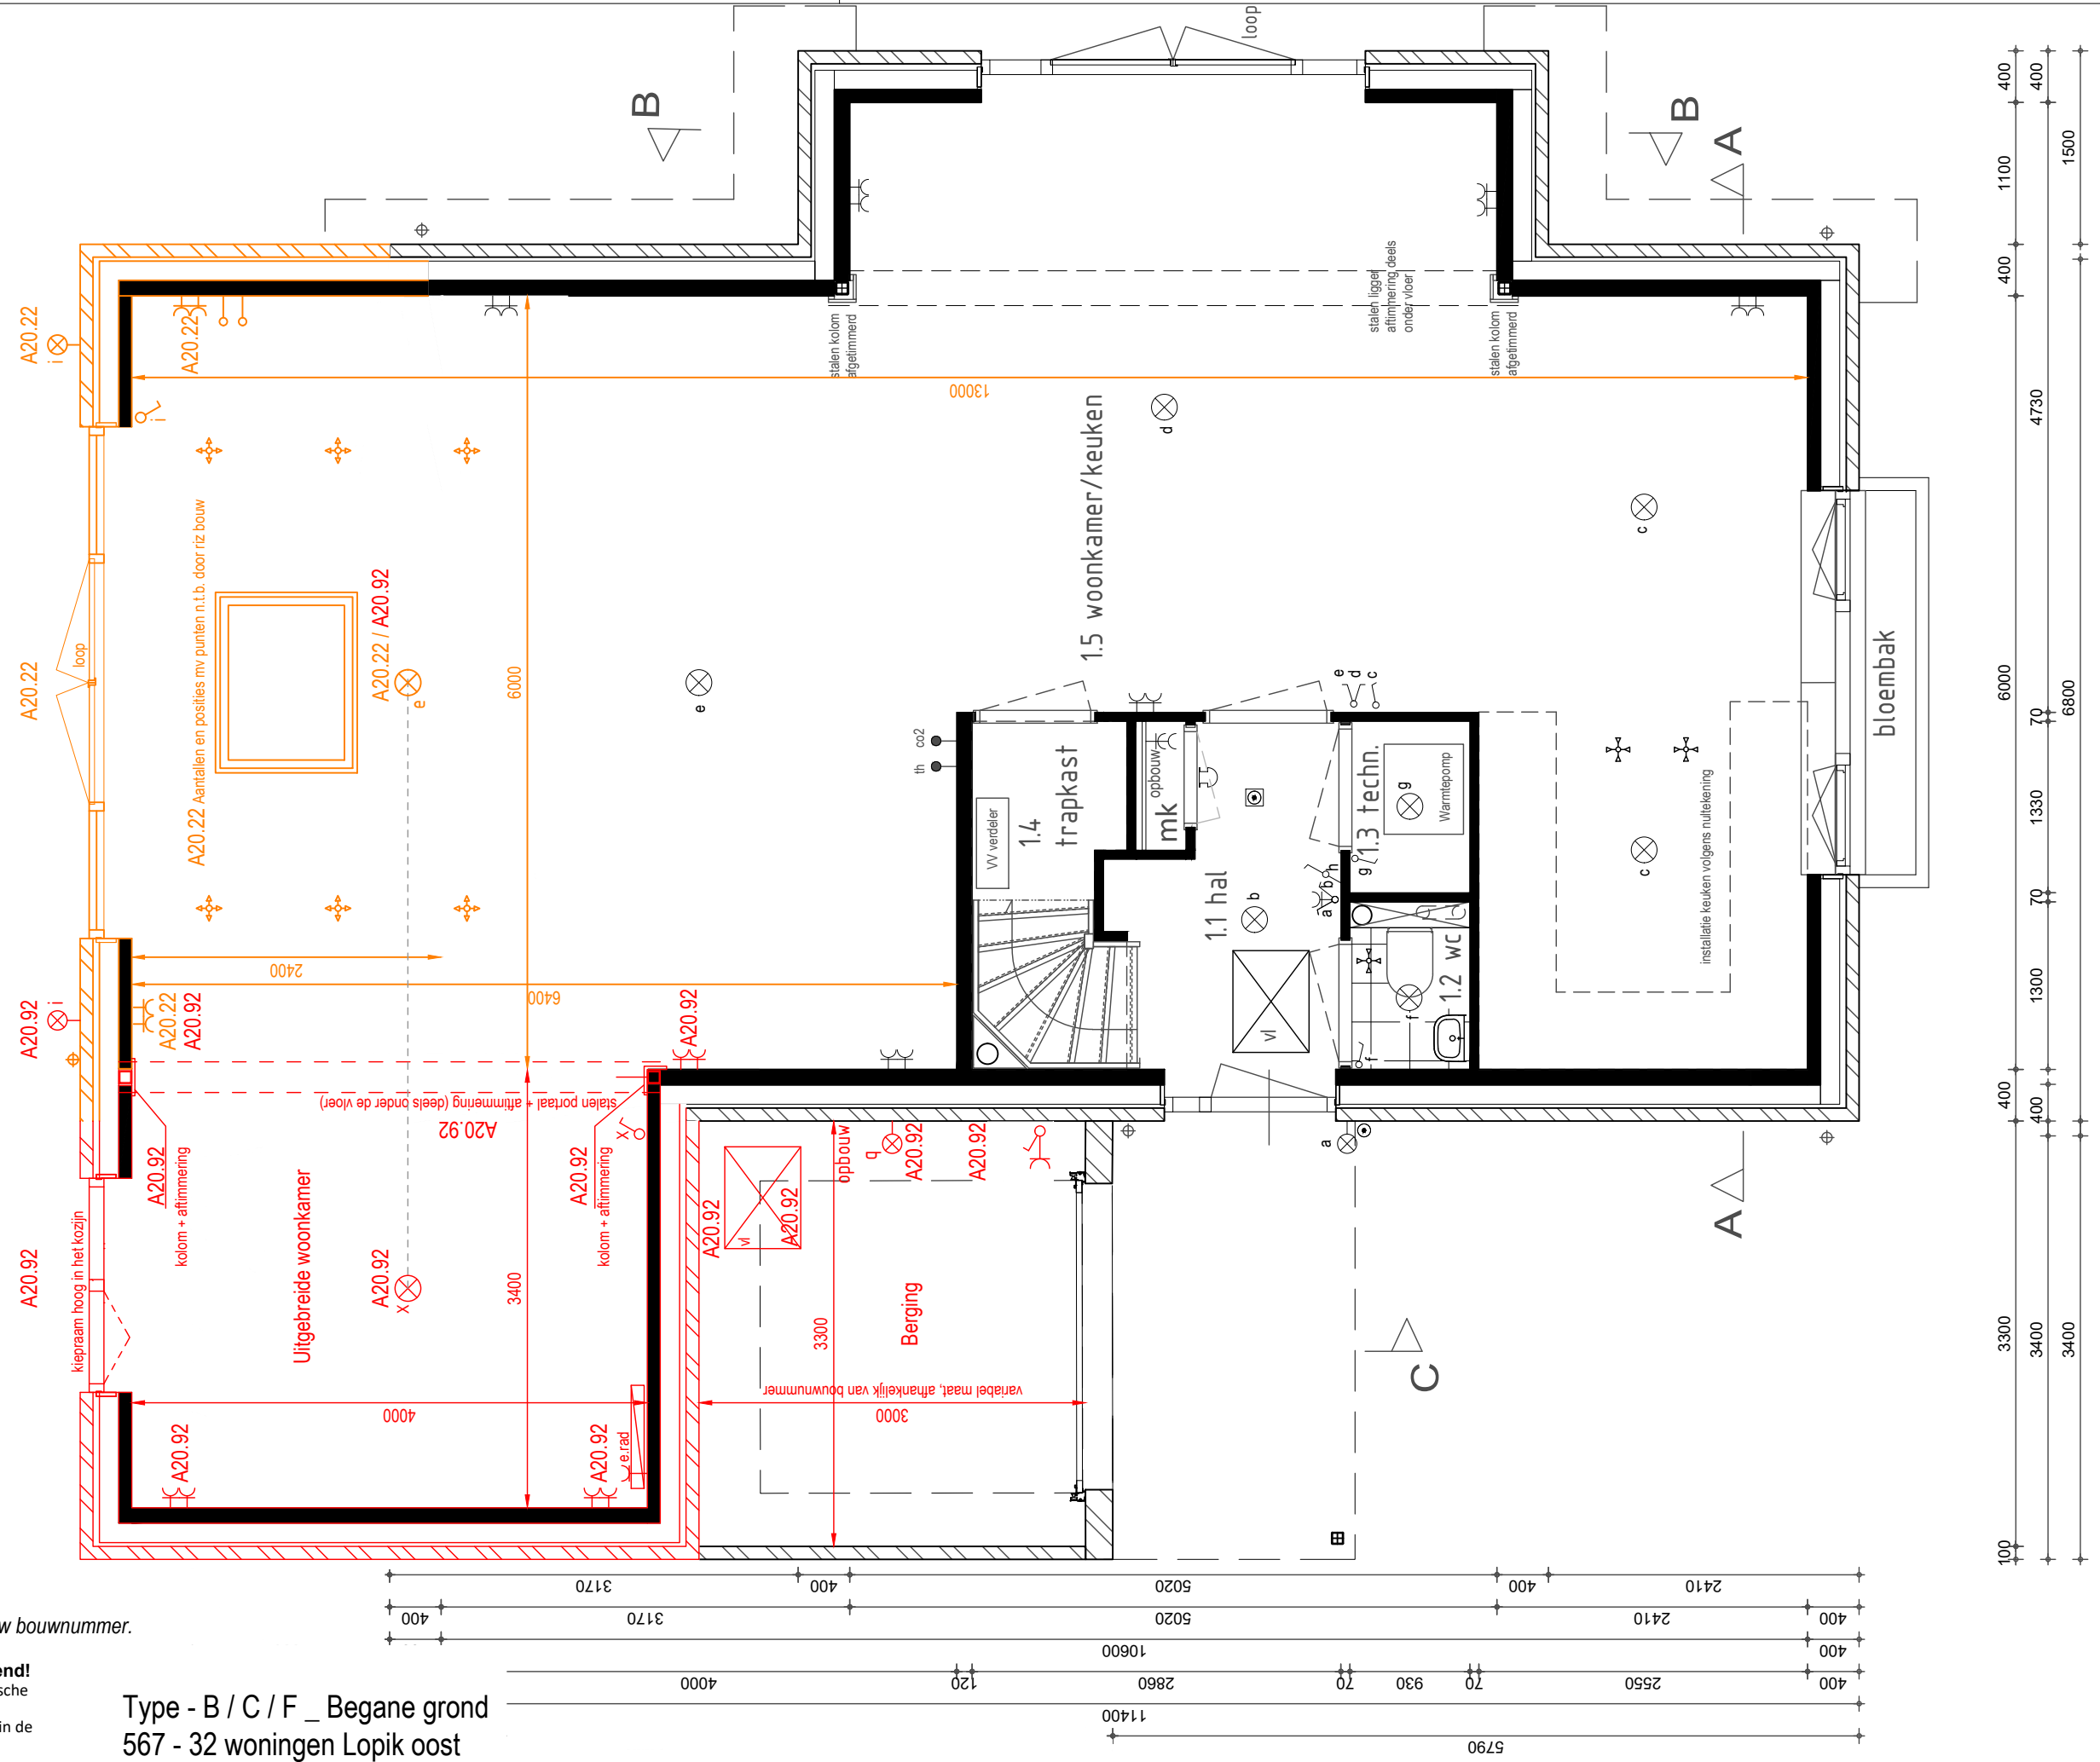 loop
B
B
A
400
400
1500
1100
400
A20.22
i
A20.22
i
stalen kolom
afgetimmerd
stalen ligger
aftimmering deels
onder vloer
stalen kolom
afgetimmerd
13000
d
4730
1.5 woonkamer/keuken
c
A20.22 Aantallen en posities mv punten n.t.b. door riz bouw
loop
A20.22
A20.22 / A20.92
e
6000
e
e
d
c
bloembak
6000
70
6800
co2
th
1.4
trapkast
VV verdeler
mk
opbouw
1.3 techn.
g
Warmtepomp
installatie keuken volgens nultekening
c
1330
1.1 hal
b
a
b
h
g
70
2400
6400
A20.92
i
A20.22
A20.92
A20.92
vl
1.2 wc
f
f
1300
stalen portaal + aftimmering (deels onder de vloer)
A20.92
x
400
400
A20.92
kolom + aftimmering
A20.92
kolom + aftimmering
opbouw
q
A20.92
A20.92
a
A20.92
vl
A20.92
A
A20.92
kiepraam hoog in het kozijn
Uitgebreide woonkamer
A20.92
x
3400
3300
Berging
C
3300
3400
3400
variabel maat, afhankelijk van bouwnummer
4000
3000
A20.92
A20.92
e.rad
100
3170
400
5020
400
2410
400
3170
5020
2410
400
10600
400
4000
120
2860
70
930
70
2550
400
11400
5790
w bouwnummer.
end!
sche
in de
Type - B / C / F _ Begane grond
567 - 32 woningen Lopik oost